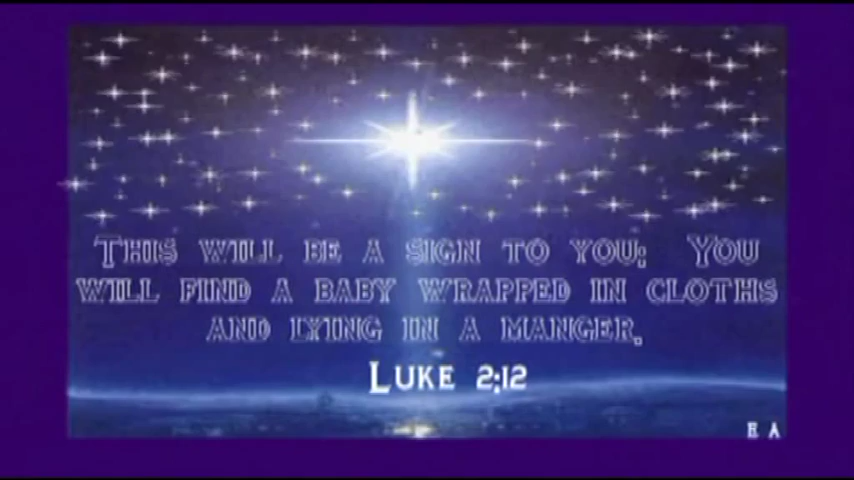 This will be a sign to you: You
will find a baby wrapped in cloths
and lying in a manger.
Luke 2:12
E A